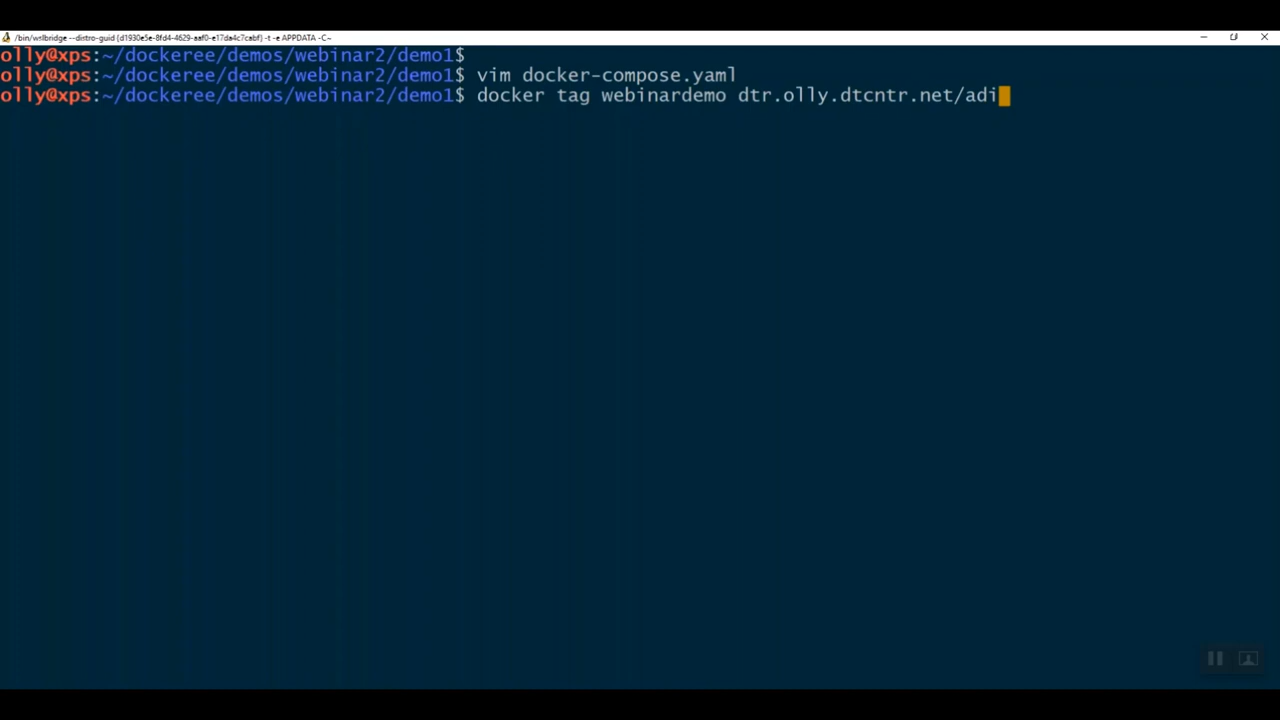 /bin/wslbridge --distro-guid {d1930e5e-8fd4-4629-aaf0-e17da4c7cabf} -t -e APPDATA -C~
olly@xps:~/dockeree/demos/webinar2/demo1$
olly@xps:~/dockeree/demos/webinar2/demo1$ vim docker-compose.yaml
olly@xps:~/dockeree/demos/webinar2/demo1$ docker tag webinardemo dtr.olly.dtcntr.net/adi